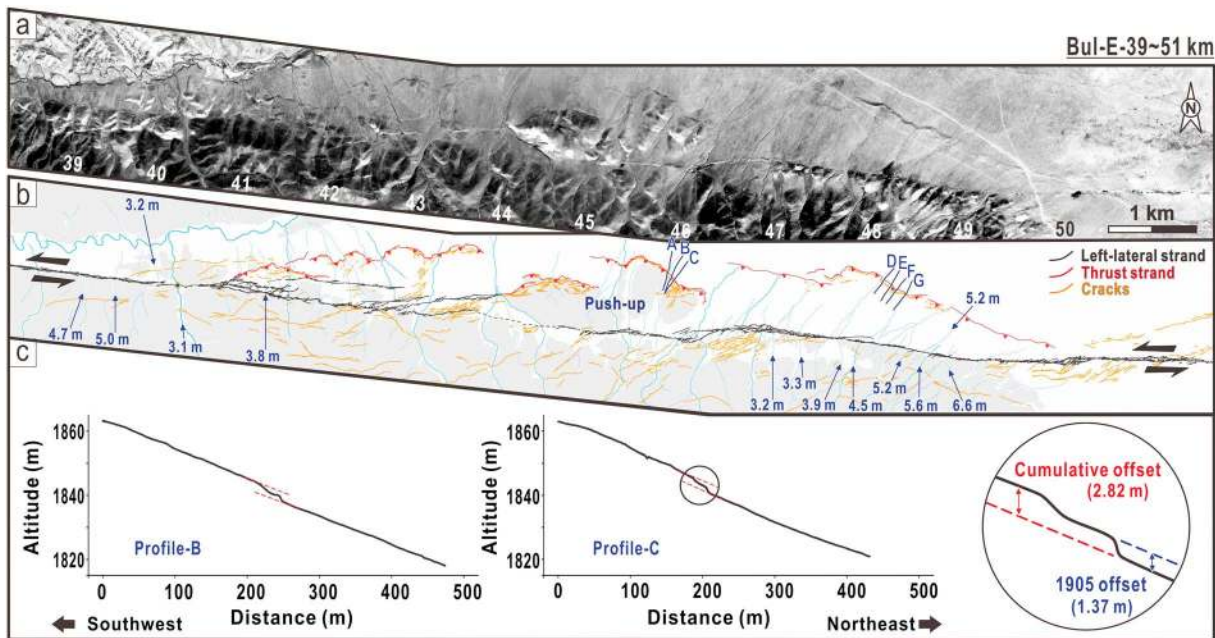 a
Bul-E-39~51 km
N
39
40
41
42
43
44
45
46
47
48
49
50
1 km
b
3.2 m
A
B
C
D
E
F
G
Left-lateral strand
Thrust strand
Cracks
Push-up
5.2 m
4.7 m
5.0 m
3.1 m
3.8 m
3.2 m
3.3 m
3.9 m
4.5 m
5.2 m
5.6 m
6.6 m
c
Altitude (m)
1860
1840
1820
Profile-B
0 100 200 300 400 500
Distance (m)
Southwest
Altitude (m)
1860
1840
1820
Profile-C
0 100 200 300 400 500
Distance (m)
Northeast
Cumulative offset
(2.82 m)
1905 offset
(1.37 m)